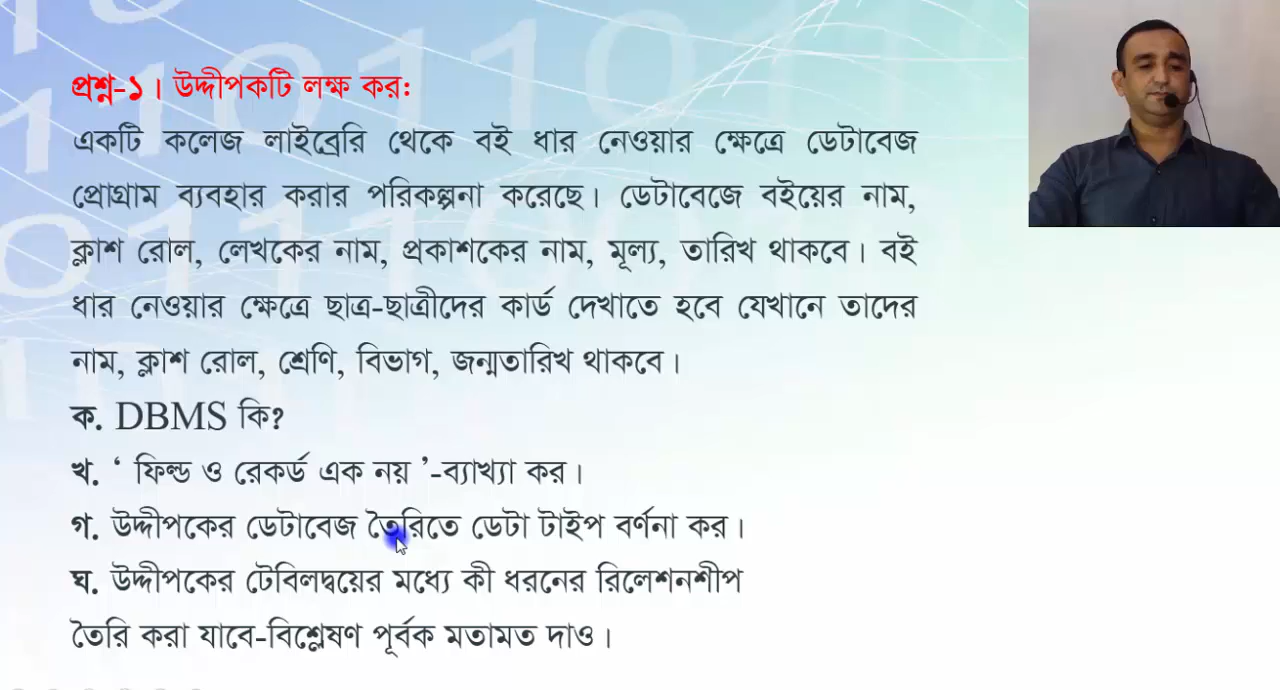 প্রশ্ন-১। উদ্দীপকটি লক্ষ কর:
একটি কলেজ লাইব্রেরি থেকে বই ধার নেওয়ার ক্ষেত্রে ডেটাবেজ
প্রোগ্রাম ব্যবহার করার পরিকল্পনা করেছে। ডেটাবেজে বইয়ের নাম,
ক্লাশ রোল, লেখকের নাম, প্রকাশকের নাম, মূল্য, তারিখ থাকবে। বই
ধার নেওয়ার ক্ষেত্রে ছাত্র-ছাত্রীদের কার্ড দেখাতে হবে যেখানে তাদের
নাম, ক্লাশ রোল, শ্রেণি, বিভাগ, জন্মতারিখ থাকবে।
ক. DBMS কি?
খ. ‘ ফিল্ড ও রেকর্ড এক নয় ’-ব্যাখ্যা কর।
গ. উদ্দীপকের ডেটাবেজ তৈরিতে ডেটা টাইপ বর্ণনা কর।
ঘ. উদ্দীপকের টেবিলদ্বয়ের মধ্যে কী ধরনের রিলেশনশীপ
তৈরি করা যাবে-বিশ্লেষণ পূর্বক মতামত দাও।